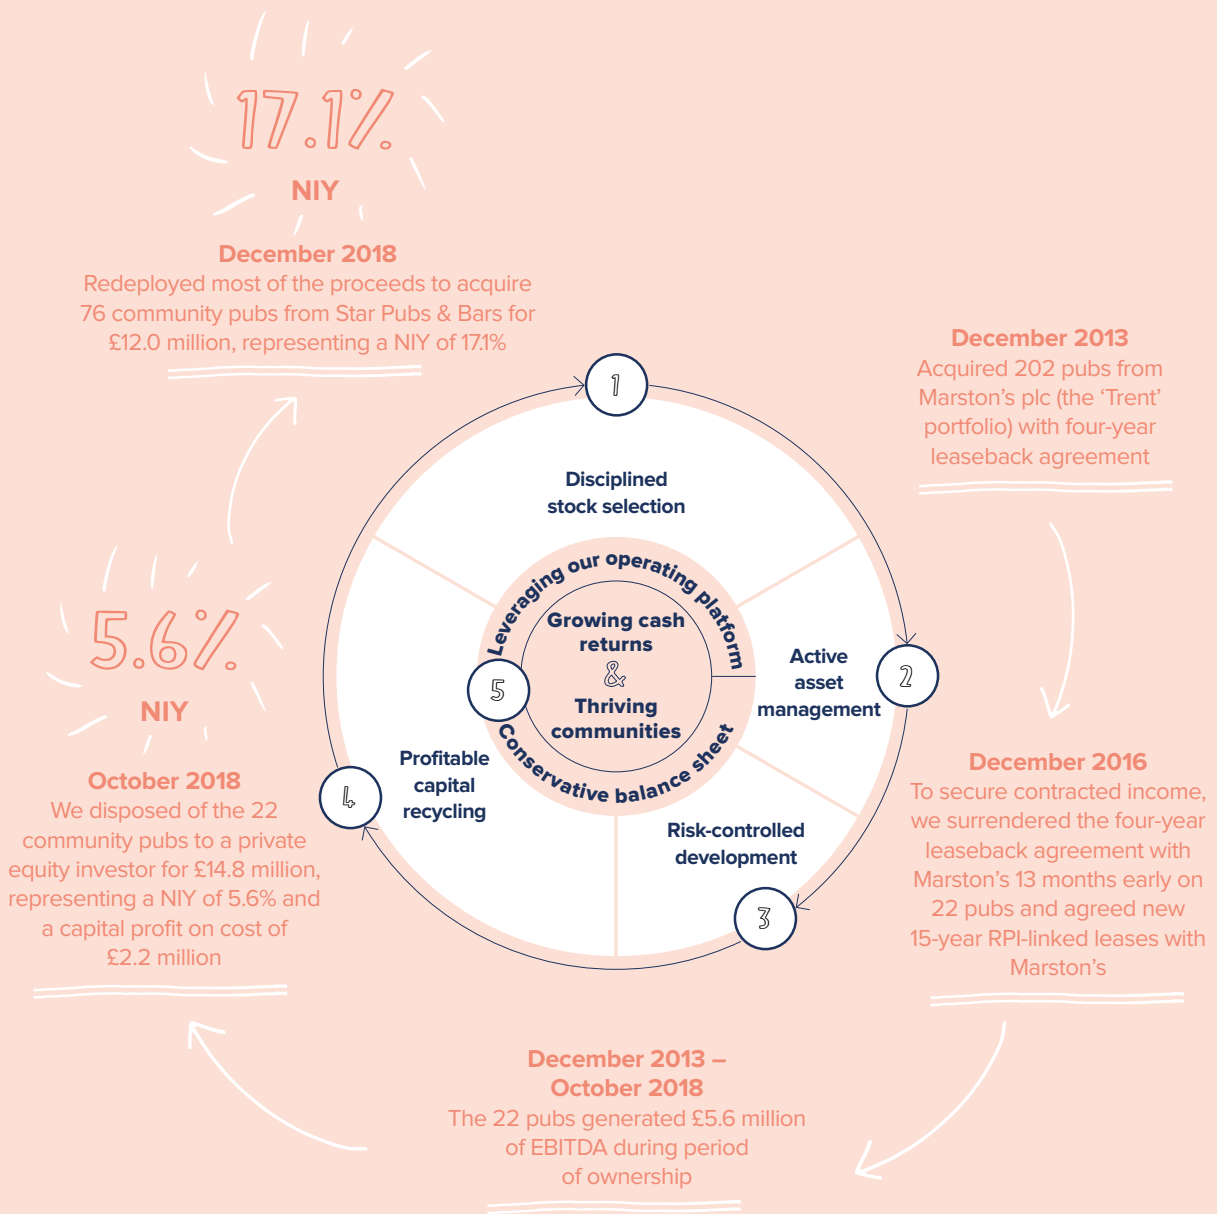 17.1%
NIY
December 2018
Redeployed most of the proceeds to acquire
76 community pubs from Star Pubs & Bars for
£12.0 million, representing a NIY of 17.1%
December 2013
Acquired 202 pubs from
Marston’s plc (the ‘Trent’
portfolio) with four-year
leaseback agreement
1
Disciplined
stock selection
Leveraging our operating platform
Growing cash
returns
&
Thriving
communities
5
Conservative balance sheet
Active
asset
management
2
5.6%
NIY
October 2018
We disposed of the 22
community pubs to a private
equity investor for £14.8 million,
representing a NIY of 5.6% and
a capital profit on cost of
£2.2 million
Profitable
capital
recycling
4
Risk-controlled
development
3
December 2016
To secure contracted income,
we surrendered the four-year
leaseback agreement with
Marston’s 13 months early on
22 pubs and agreed new
15-year RPI-linked leases with
Marston’s
December 2013 –
October 2018
The 22 pubs generated £5.6 million
of EBITDA during period
of ownership